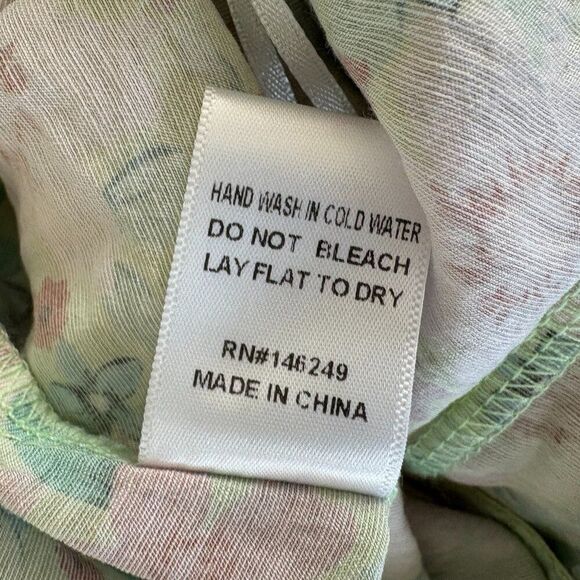 HAND WASH IN COLD WATER
DO NOT BLEACH
LAY FLAT TO DRY
RN#146249
MADE IN CHINA